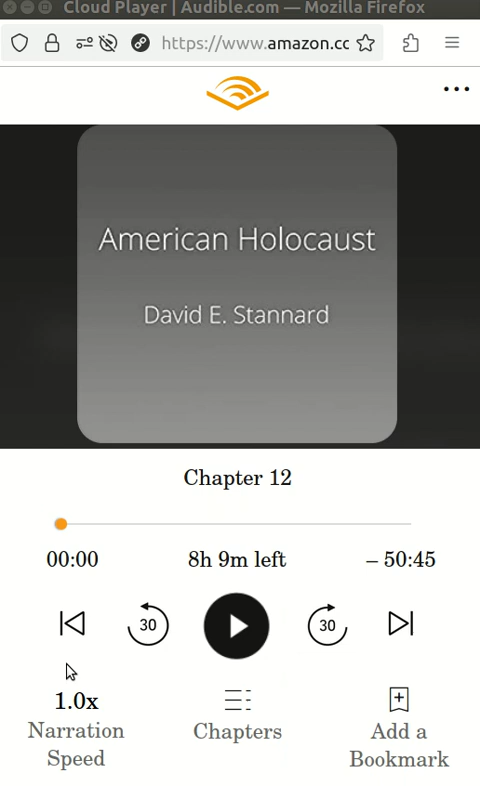 Cloud Player | Audible.com — Mozilla Firefox
https://www.amazon.cc
American Holocaust
David E. Stannard
Chapter 12
00:00 8h 9m left – 50:45
30 30
1.0x
Narration Speed
Chapters
Add a Bookmark